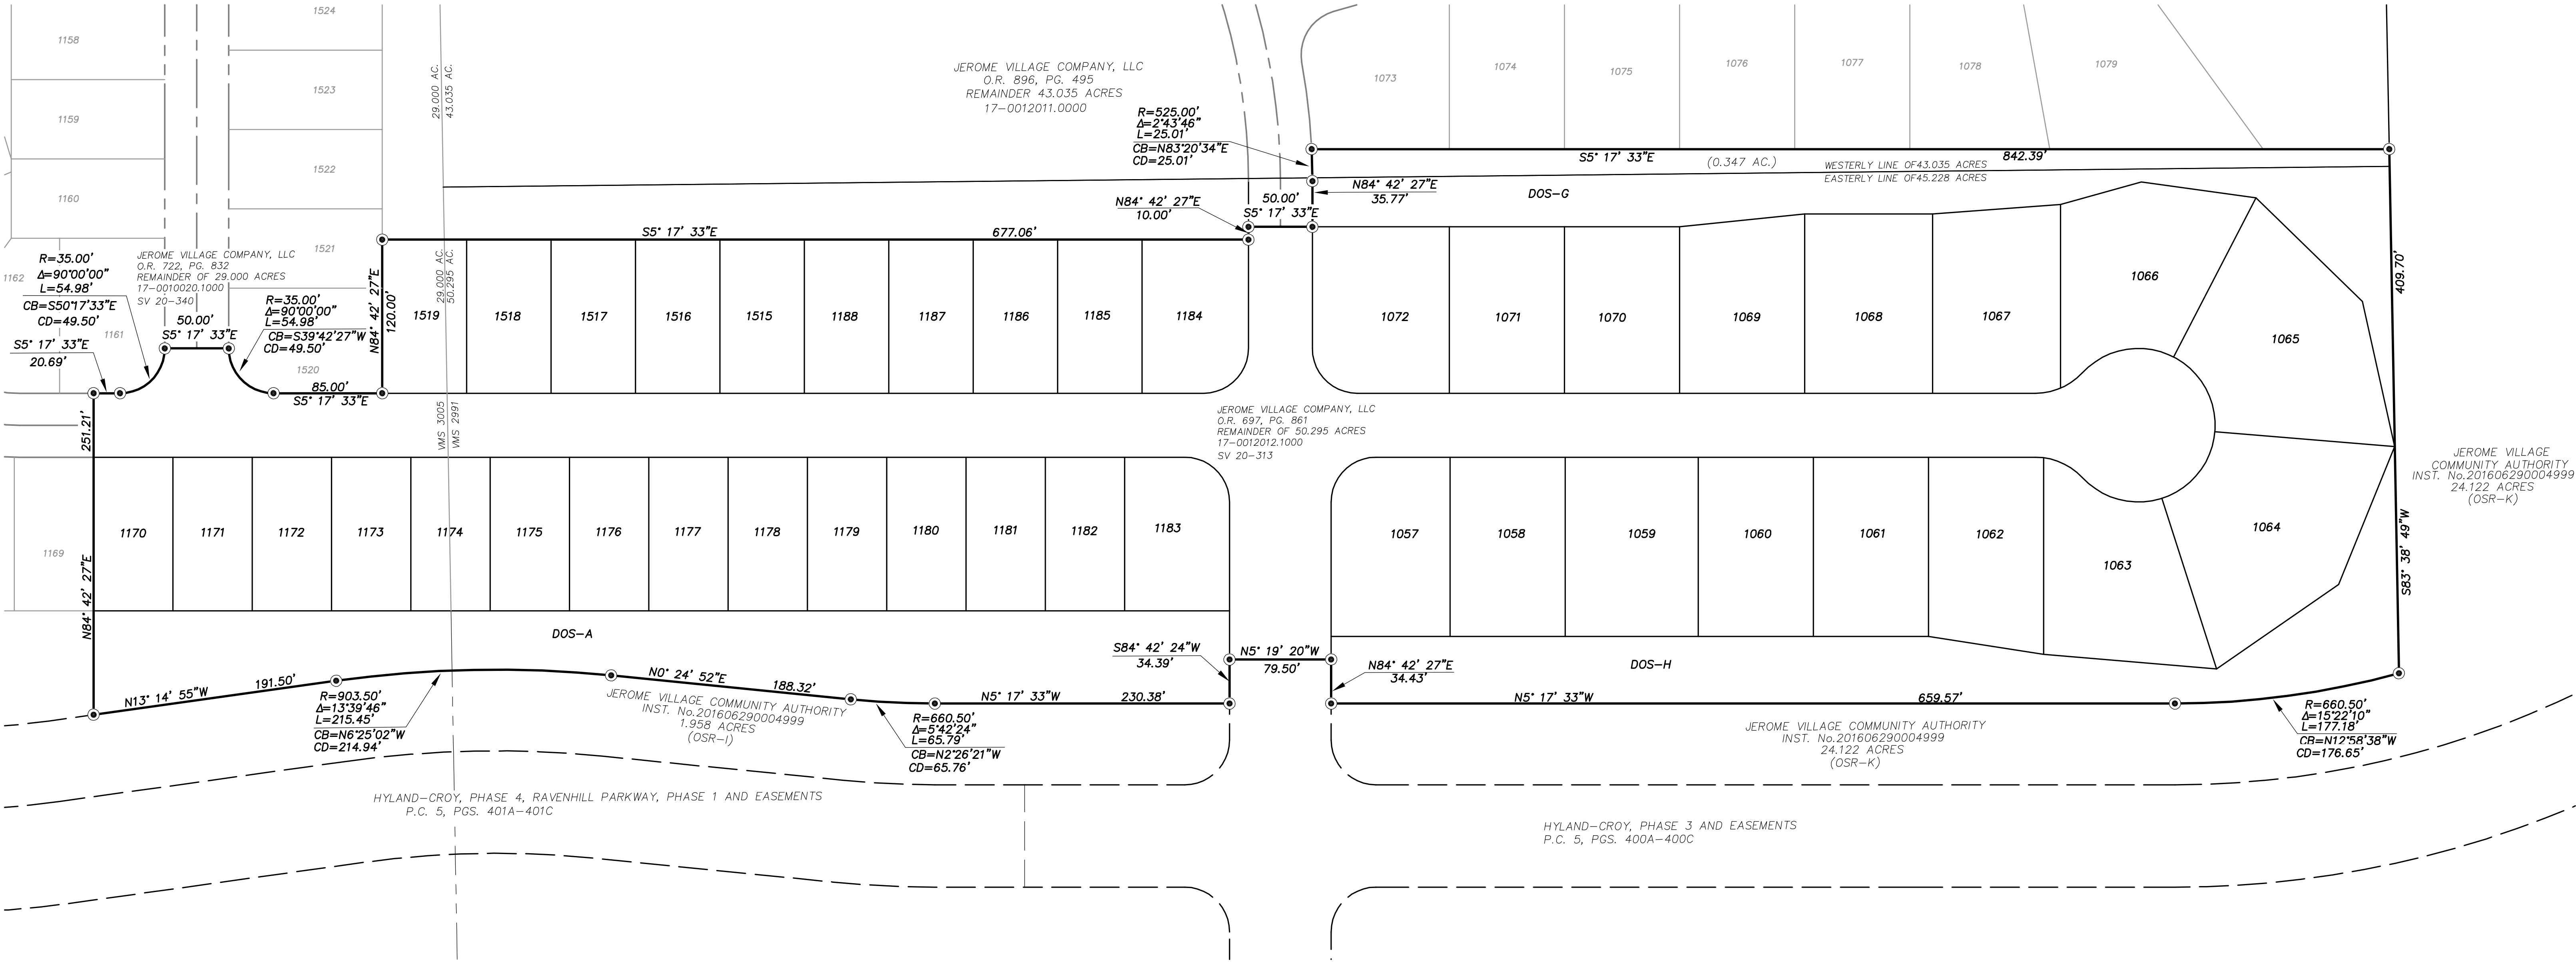 1158
1159
1160
1162
1161
1524
1523
1522
1521
1520
1169
29.000 AC.
43.035 AC.
JEROME VILLAGE COMPANY, LLC
O.R. 896, PG. 495
REMAINDER 43.035 ACRES
17-0012011.0000
R=525.00'
Δ=2°43'46"
L=25.01'
CB=N83°20'34"E
CD=25.01'
1073
1074
1075
1076
1077
1078
1079
S5° 17' 33"E
(0.347 AC.)
842.39'
WESTERLY LINE OF43.035 ACRES
EASTERLY LINE OF45.228 ACRES
DOS-G
N84° 42' 27"E
35.77'
N84° 42' 27"E
10.00'
50.00'
S5° 17' 33"E
R=35.00'
Δ=90°00'00"
L=54.98'
CB=S50°17'33"E
CD=49.50'
S5° 17' 33"E
20.69'
JEROME VILLAGE COMPANY, LLC
O.R. 722, PG. 832
REMAINDER OF 29.000 ACRES
17-0010020.1000
SV 20-340
50.00'
S5° 17' 33"E
R=35.00'
Δ=90°00'00"
L=54.98'
CB=S39°42'27"W
CD=49.50'
85.00'
S5° 17' 33"E
N84° 42' 27"E
120.00'
S5° 17' 33"E
677.06'
29.000 AC.
50.295 AC.
1519
1518
1517
1516
1515
1188
1187
1186
1185
1184
1072
1071
1070
1069
1068
1067
1066
1065
409.70'
S83° 38' 49"W
251.21'
N84° 42' 27"E
VMS 3005
VMS 2991
JEROME VILLAGE COMPANY, LLC
O.R. 697, PG. 861
REMAINDER OF 50.295 ACRES
17-0012012.1000
SV 20-313
JEROME VILLAGE
COMMUNITY AUTHORITY
INST. No.201606290004999
24.122 ACRES
(OSR-K)
1170
1171
1172
1173
1174
1175
1176
1177
1178
1179
1180
1181
1182
1183
1057
1058
1059
1060
1061
1062
1063
1064
DOS-A
DOS-H
S84° 42' 24"W
34.39'
N5° 19' 20"W
79.50'
N84° 42' 27"E
34.43'
N13° 14' 55"W
191.50'
R=903.50'
Δ=13°39'46"
L=215.45'
CB=N6°25'02"W
CD=214.94'
N0° 24' 52"E
188.32'
JEROME VILLAGE COMMUNITY AUTHORITY
INST. No.201606290004999
1.958 ACRES
(OSR-I)
R=660.50'
Δ=5°42'24"
L=65.79'
CB=N2°26'21"W
CD=65.76'
N5° 17' 33"W
230.38'
N5° 17' 33"W
659.57'
JEROME VILLAGE COMMUNITY AUTHORITY
INST. No.201606290004999
24.122 ACRES
(OSR-K)
R=660.50'
Δ=15°22'10"
L=177.18'
CB=N12°58'38"W
CD=176.65'
HYLAND-CROY, PHASE 4, RAVENHILL PARKWAY, PHASE 1 AND EASEMENTS
P.C. 5, PGS. 401A-401C
HYLAND-CROY, PHASE 3 AND EASEMENTS
P.C. 5, PGS. 400A-400C